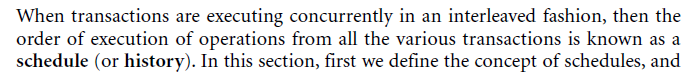 When transactions are executing concurrently in an interleaved fashion, then the
order of execution of operations from all the various transactions is known as a
schedule (or history). In this section, first we define the concept of schedules, and